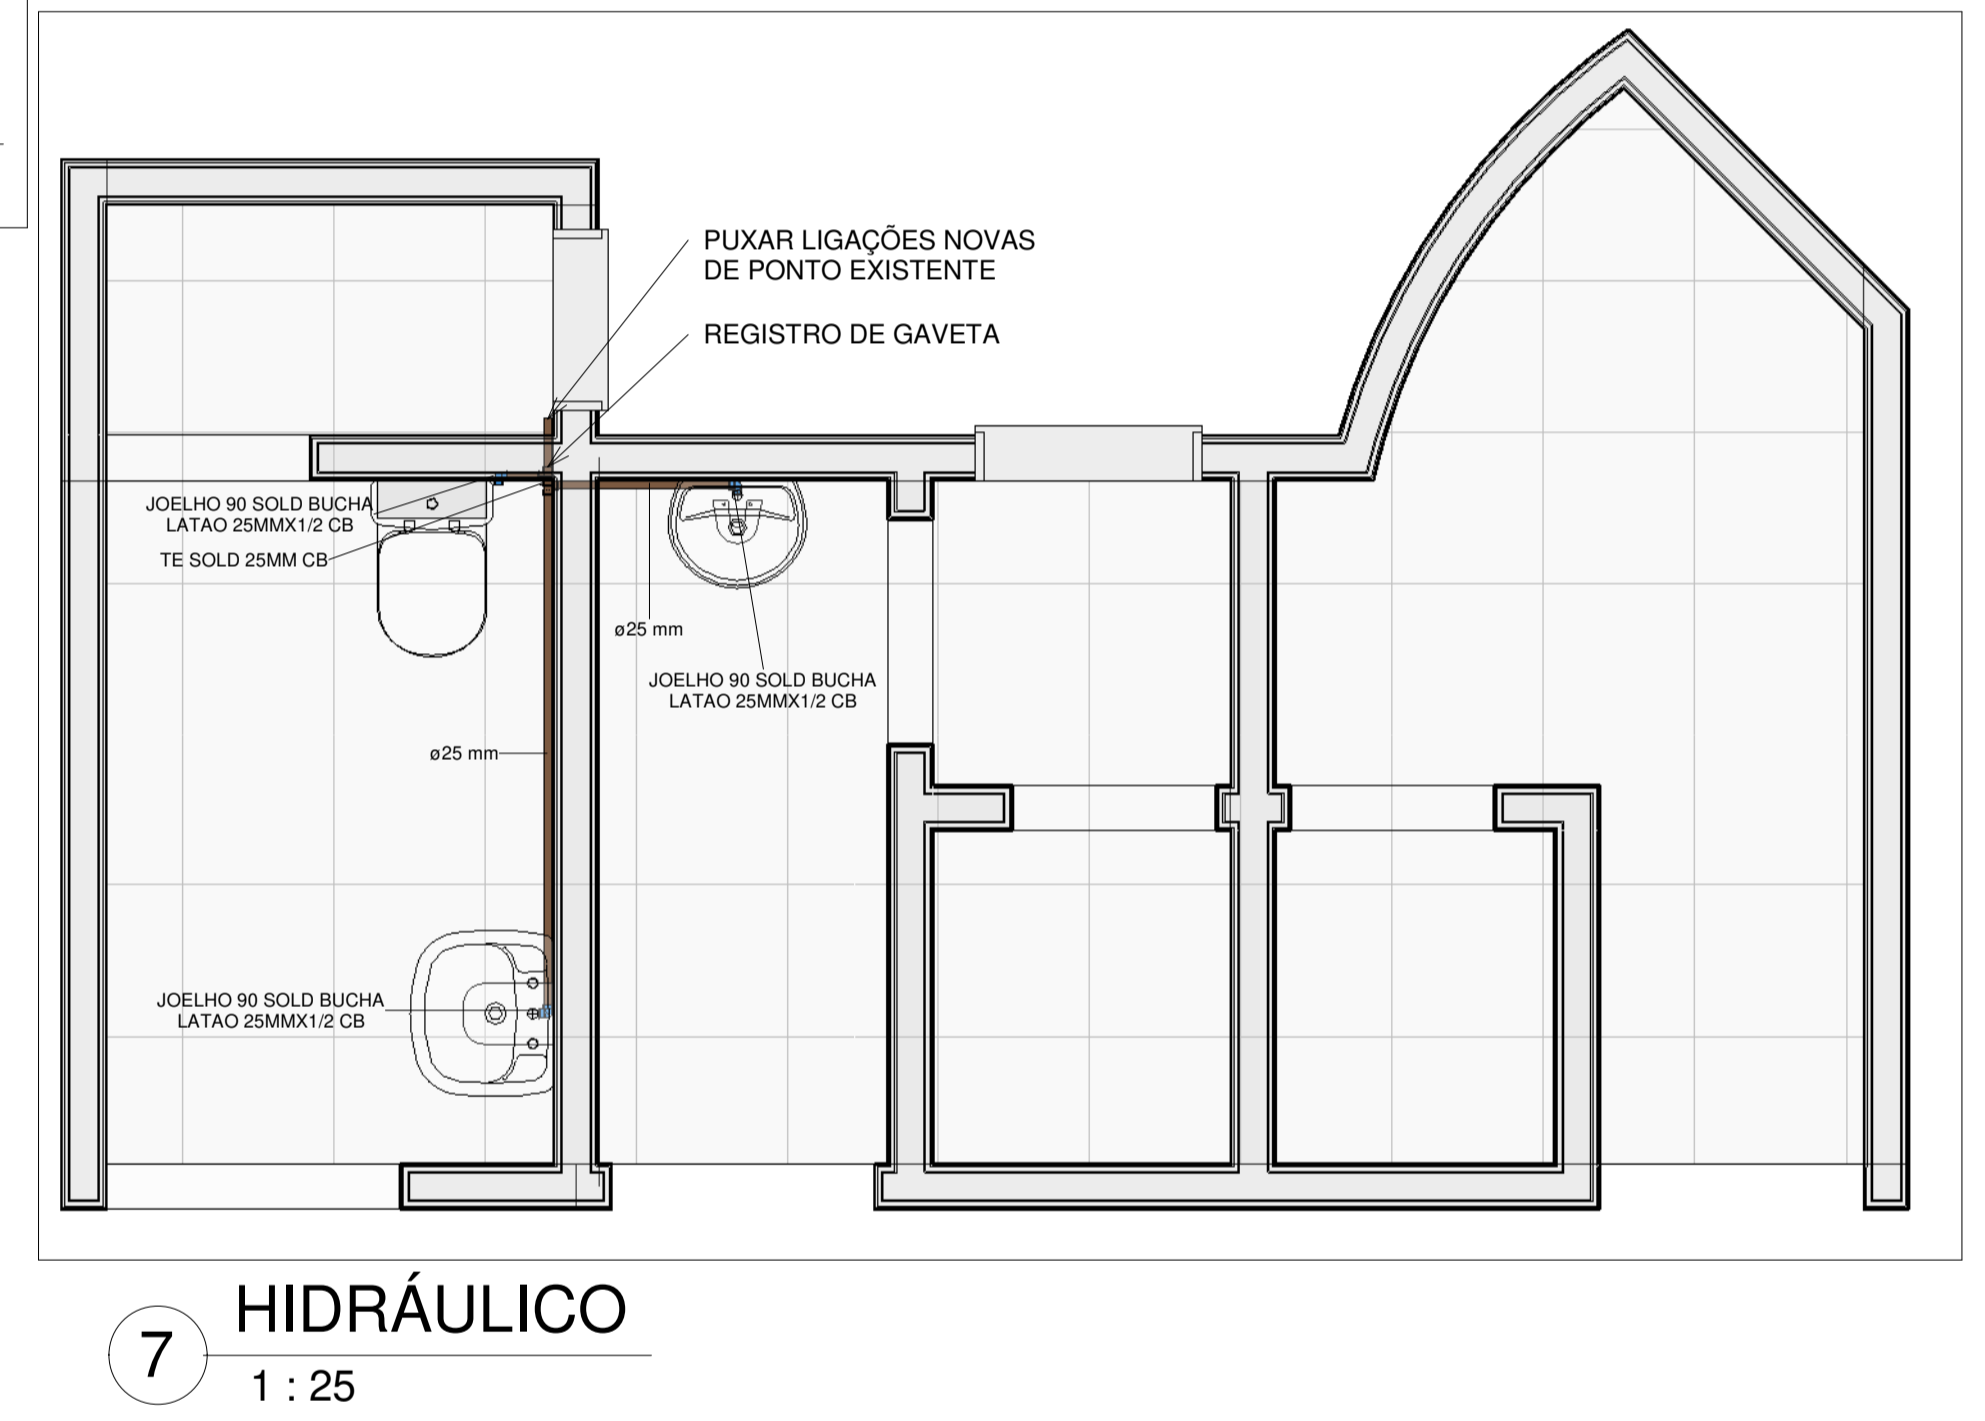 PUXAR LIGAÇÕES NOVAS
DE PONTO EXISTENTE
REGISTRO DE GAVETA
JOELHO 90 SOLD BUCHA
LATAO 25MMX1/2 CB
TE SOLD 25MM CB
ø25 mm
JOELHO 90 SOLD BUCHA
LATAO 25MMX1/2 CB
ø25 mm
JOELHO 90 SOLD BUCHA
LATAO 25MMX1/2 CB
7
HIDRÁULICO
1 : 25